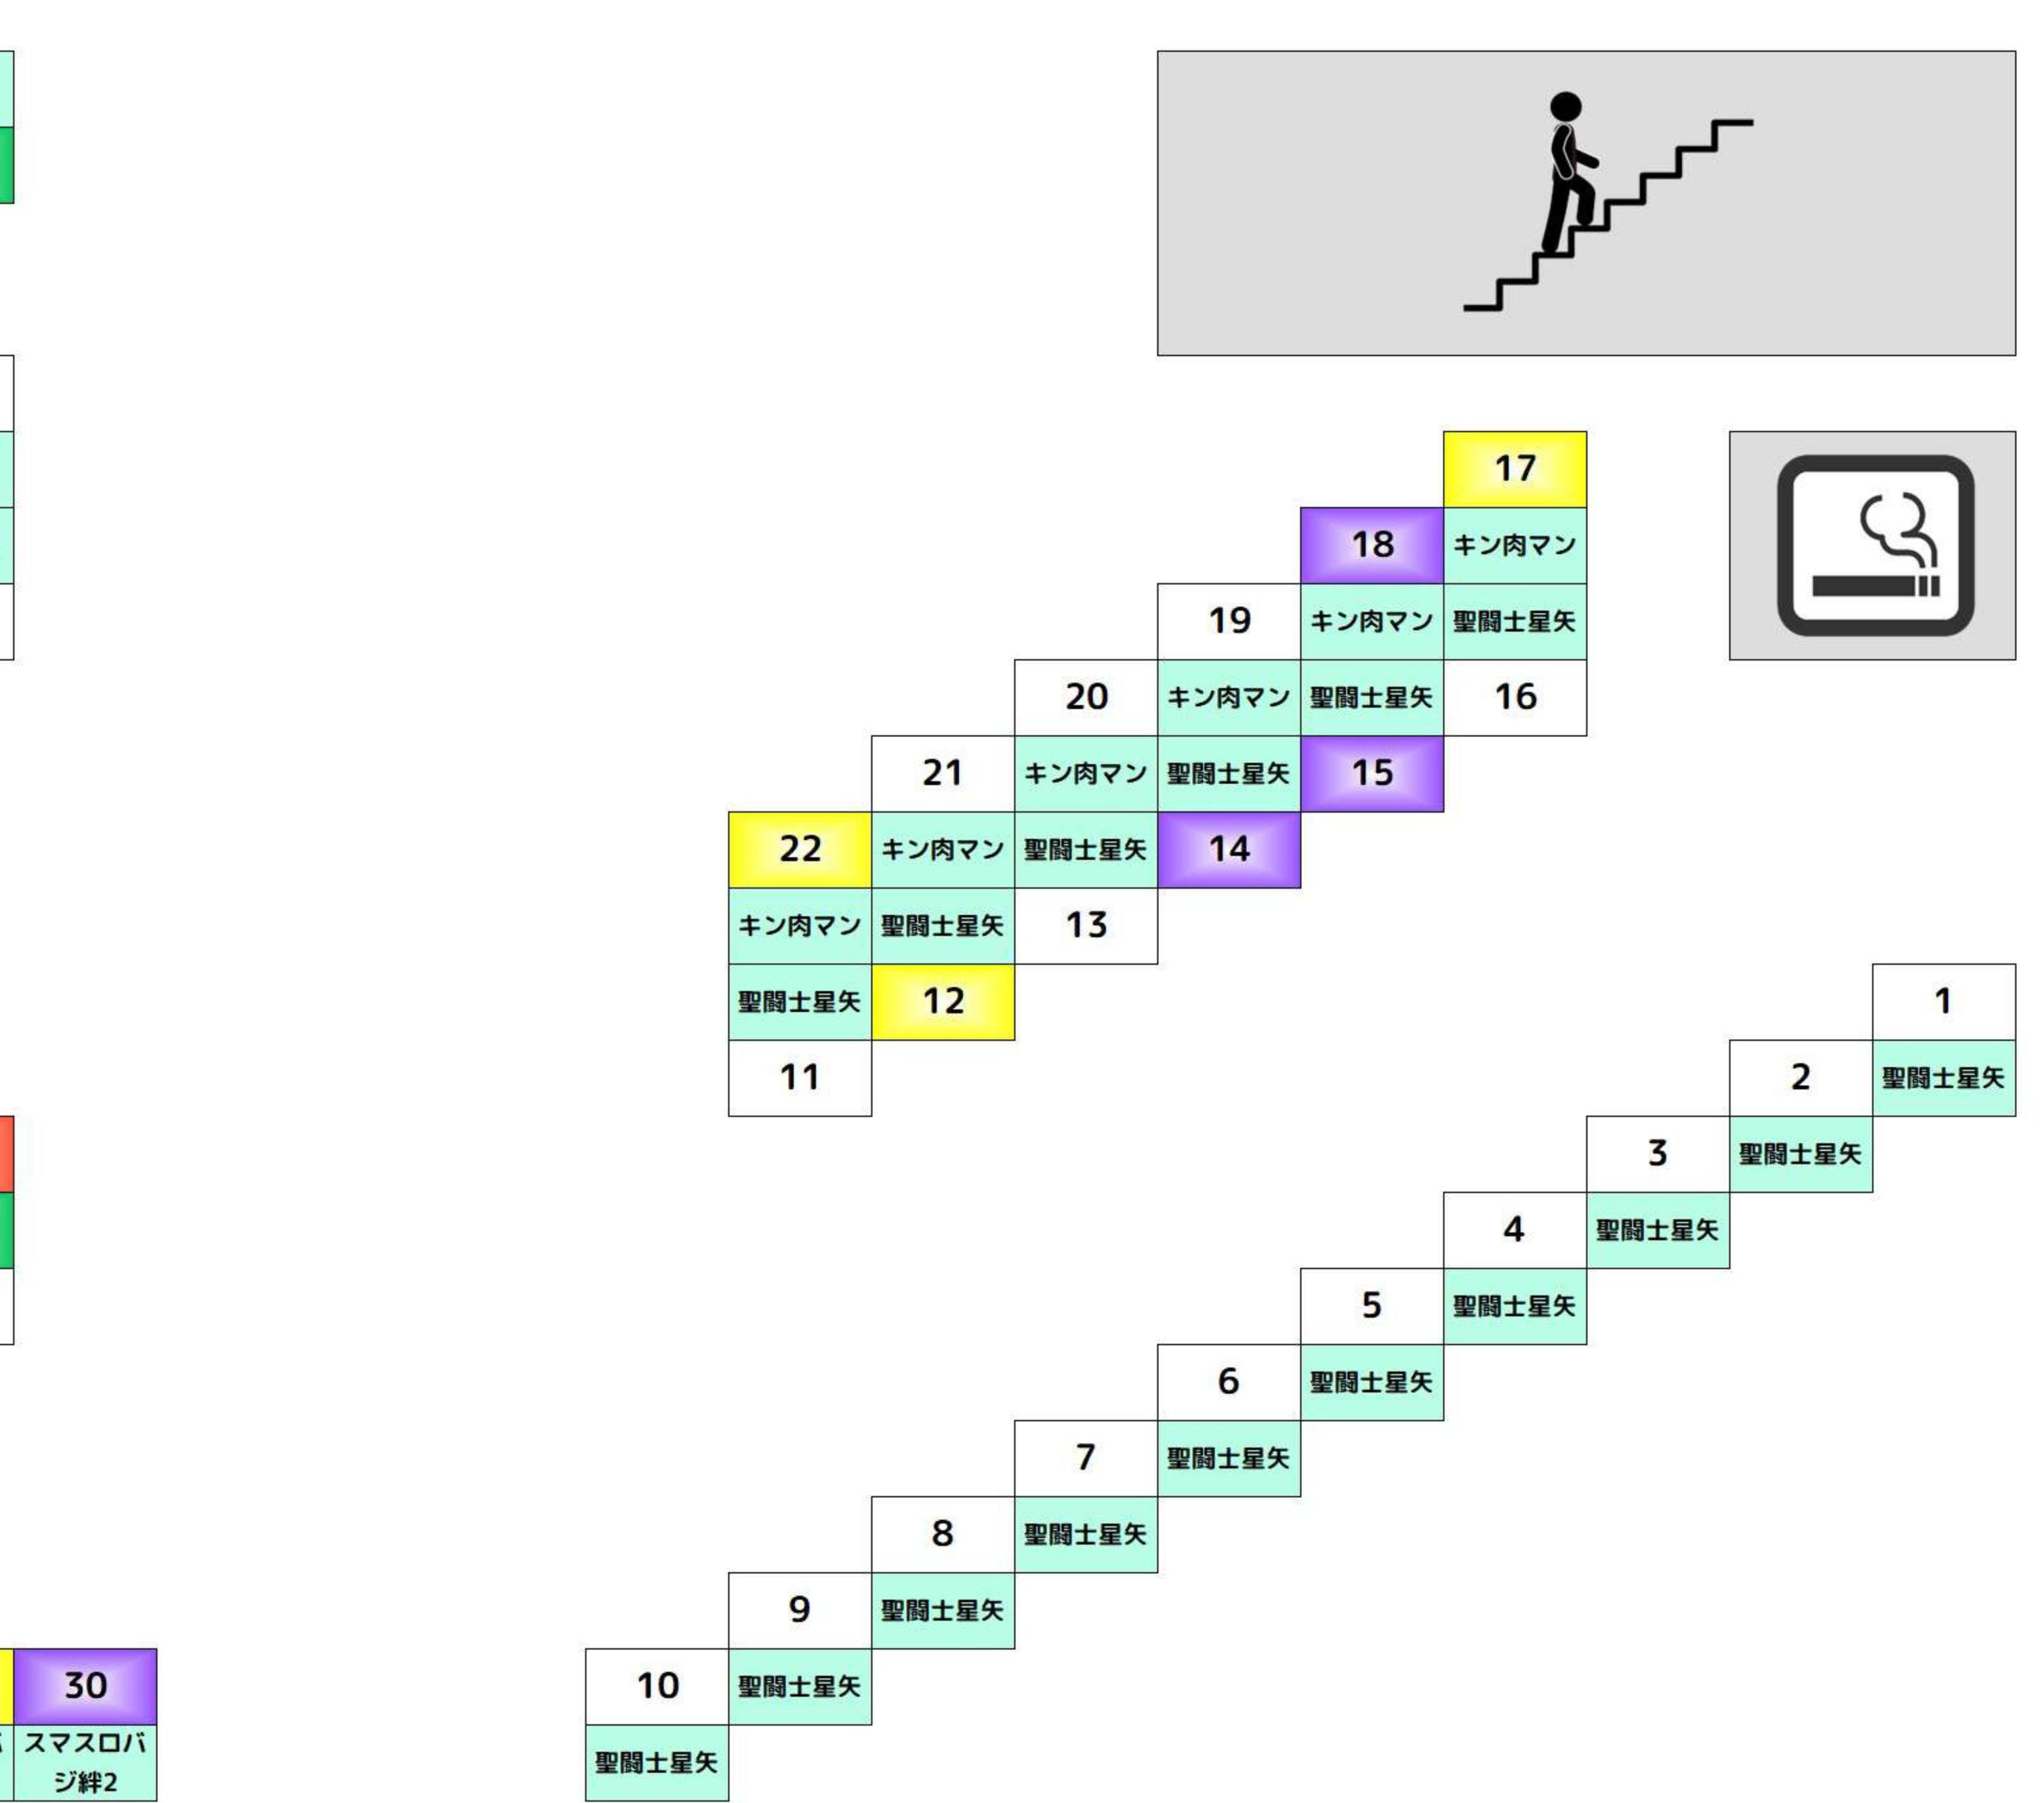 17
18 キン肉マン
19 キン肉マン 聖闘士星矢
20 キン肉マン 聖闘士星矢 16
21 キン肉マン 聖闘士星矢 15
22 キン肉マン 聖闘士星矢 14
キン肉マン 聖闘士星矢 13
聖闘士星矢 12 1
11 2 聖闘士星矢
3 聖闘士星矢
4 聖闘士星矢
5 聖闘士星矢
6 聖闘士星矢
7 聖闘士星矢
8 聖闘士星矢
9 聖闘士星矢
30 10 聖闘士星矢
スマスロバ
ジ絆2
聖闘士星矢